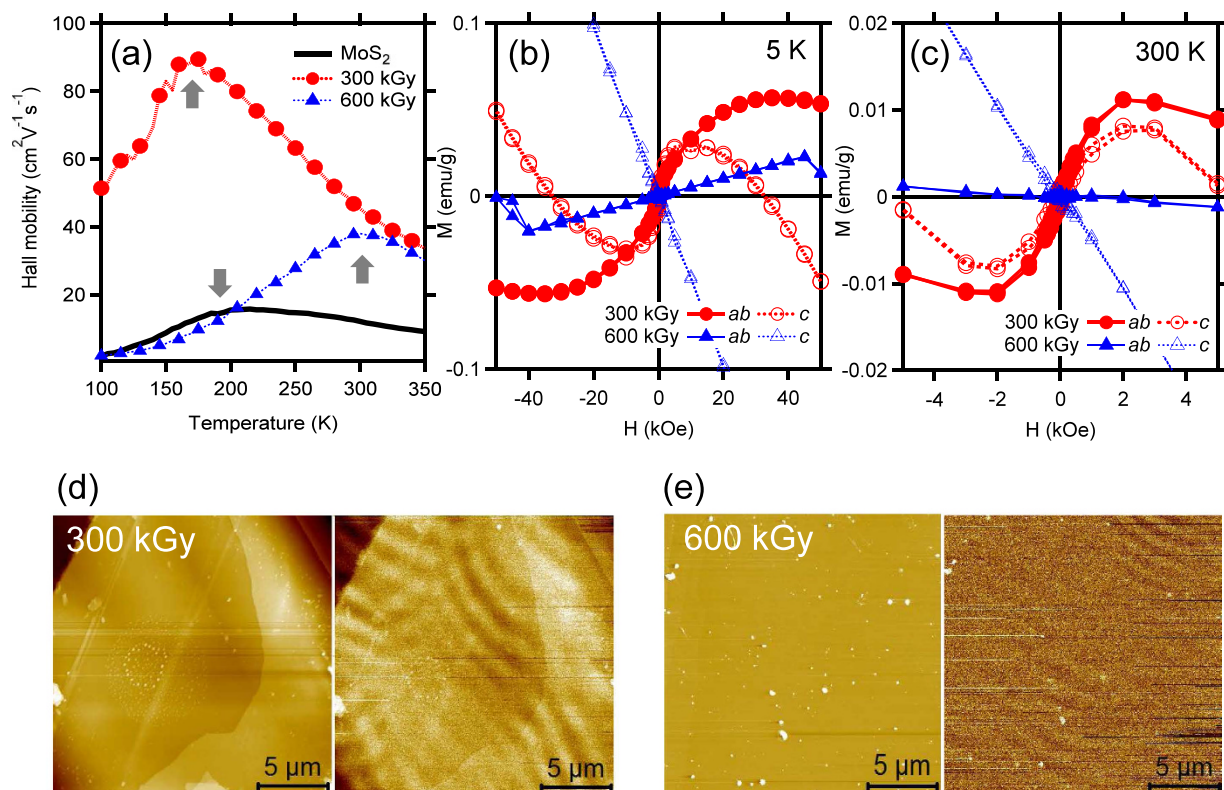 (a)
MoS₂
300 kGy
600 kGy
Hall mobility (cm² V⁻¹ s⁻¹)
100
80
60
40
20
100
150
200
250
300
350
Temperature (K)
(b)
5 K
M (emu/g)
0.1
0
-0.1
300 kGy ab c
600 kGy ab c
-40
-20
0
20
40
H (kOe)
(c)
300 K
M (emu/g)
0.02
0.01
0
-0.01
-0.02
300 kGy ab c
600 kGy ab c
-4
-2
0
2
4
H (kOe)
(d)
300 kGy
5 µm
5 µm
(e)
600 kGy
5 µm
5 µm